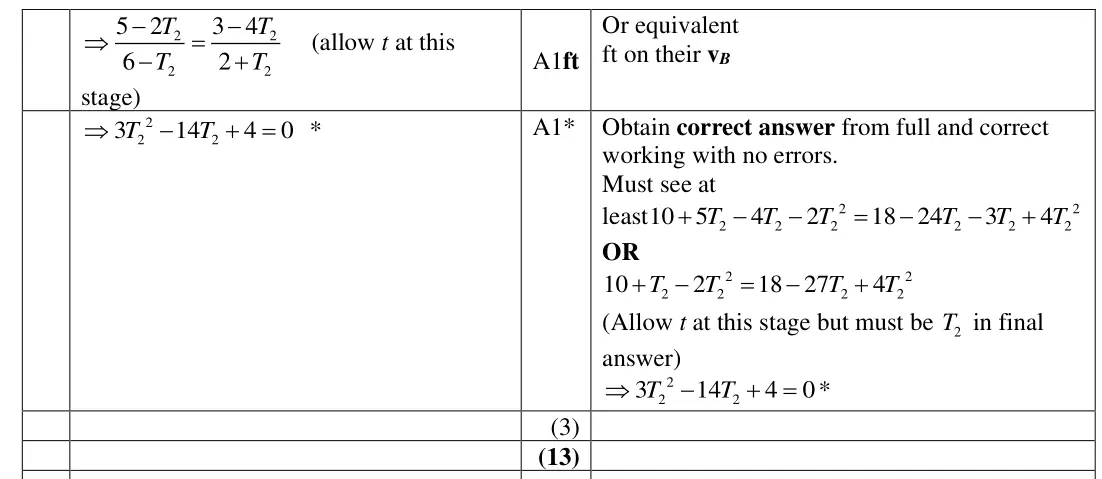 ⇒ (5 − 2T₂)/(6 − T₂) = (3 − 4T₂)/(2 + T₂) (allow t at this
stage)
A1ft
Or equivalent
ft on their v_B
⇒ 3T₂² − 14T₂ + 4 = 0 *
A1*
Obtain correct answer from full and correct
working with no errors.
Must see at
least 10 + 5T₂ − 4T₂ − 2T₂² = 18 − 24T₂ − 3T₂ + 4T₂²
OR
10 + T₂ − 2T₂² = 18 − 27T₂ + 4T₂²
(Allow t at this stage but must be T₂ in final
answer)
⇒ 3T₂² − 14T₂ + 4 = 0 *
(3)
(13)